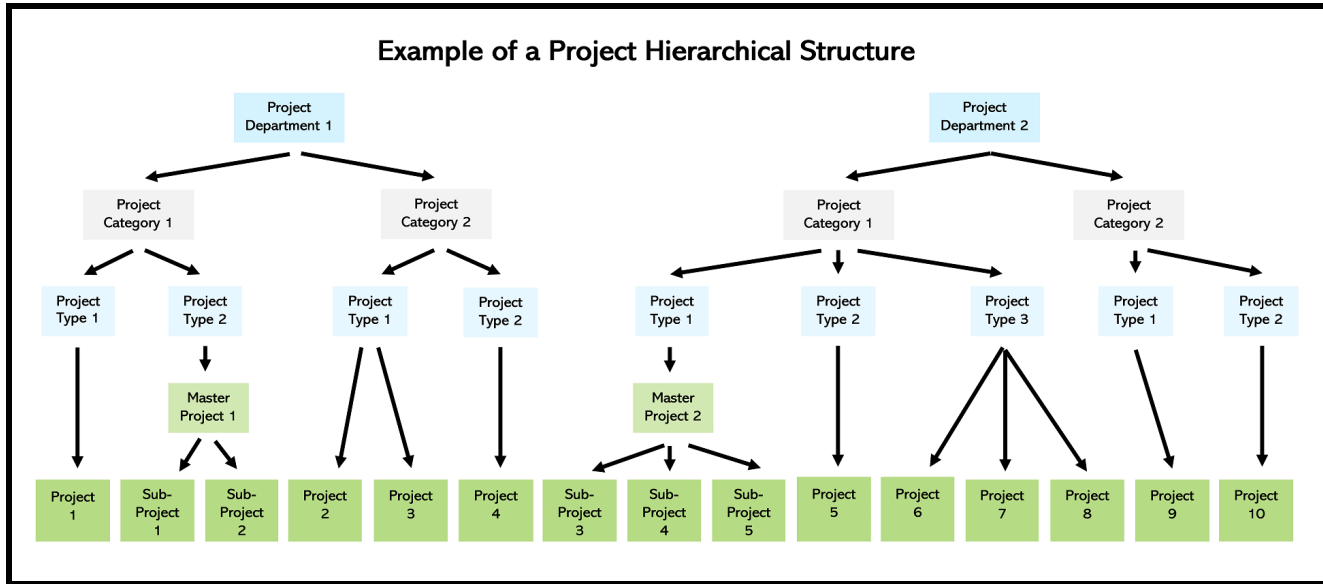 Example of a Project Hierarchical Structure
Project
Department 1
Project
Department 2
Project
Category 1
Project
Category 2
Project
Category 1
Project
Category 2
Project
Type 1
Project
Type 2
Project
Type 1
Project
Type 2
Project
Type 1
Project
Type 2
Project
Type 3
Project
Type 1
Project
Type 2
Master
Project 1
Master
Project 2
Project
1
Sub-
Project
1
Sub-
Project
2
Project
2
Project
3
Project
4
Sub-
Project
3
Sub-
Project
4
Sub-
Project
5
Project
5
Project
6
Project
7
Project
8
Project
9
Project
10